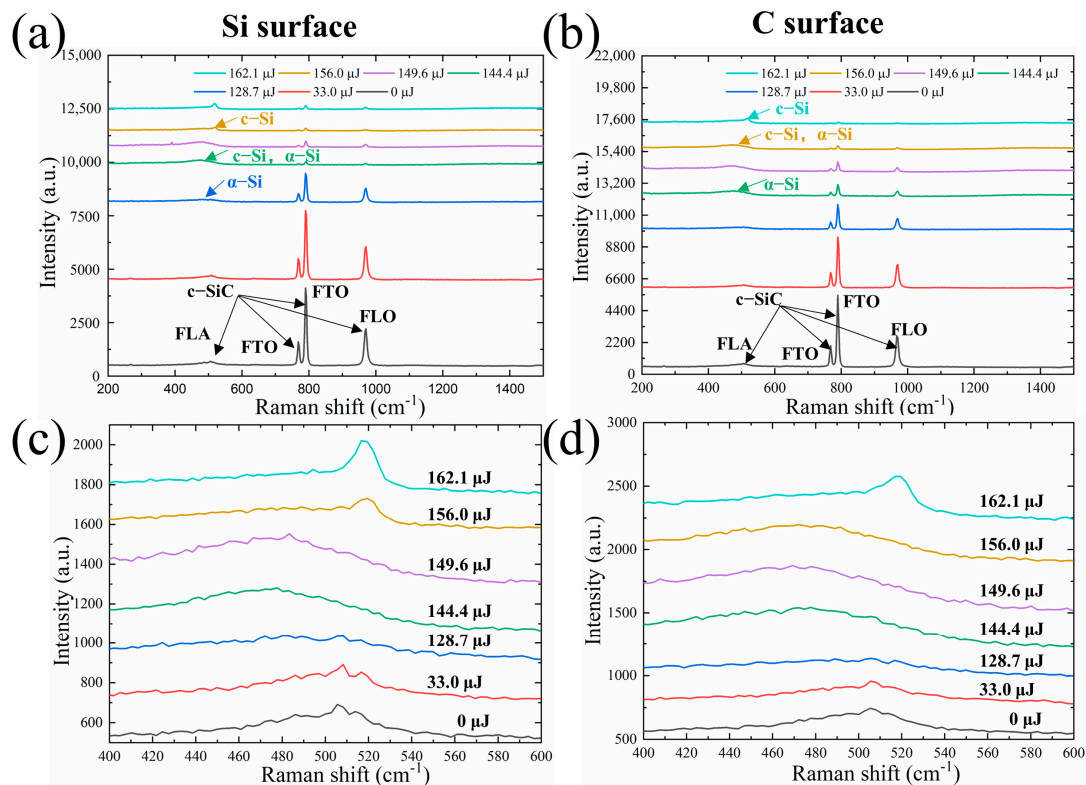 (a)
Si surface
15,000
12,500
10,000
7500
5000
2500
0
Intensity (a.u.)
162.1 μJ 156.0 μJ 149.6 μJ 144.4 μJ
128.7 μJ 33.0 μJ 0 μJ
c−Si
c−Si, α−Si
α−Si
c−SiC
FTO
FLA
FLO
FTO
200 400 600 800 1000 1200 1400
Raman shift (cm⁻¹)
(b)
C surface
22,000
19,800
17,600
15,400
13,200
11,000
8800
6600
4400
2200
0
Intensity (a.u.)
162.1 μJ 156.0 μJ 149.6 μJ 144.4 μJ
128.7 μJ 33.0 μJ 0 μJ
c−Si
c−Si, α−Si
α−Si
c−SiC
FTO
FLO
FLA
FTO
200 400 600 800 1000 1200 1400
Raman shift (cm⁻¹)
(c)
2000
1800
1600
1400
1200
1000
800
600
Intensity (a.u.)
162.1 μJ
156.0 μJ
149.6 μJ
144.4 μJ
128.7 μJ
33.0 μJ
0 μJ
400 420 440 460 480 500 520 540 560 580 600
Raman shift (cm⁻¹)
(d)
3000
2500
2000
1500
1000
500
Intensity (a.u.)
162.1 μJ
156.0 μJ
149.6 μJ
144.4 μJ
128.7 μJ
33.0 μJ
0 μJ
400 420 440 460 480 500 520 540 560 580 600
Raman shift (cm⁻¹)